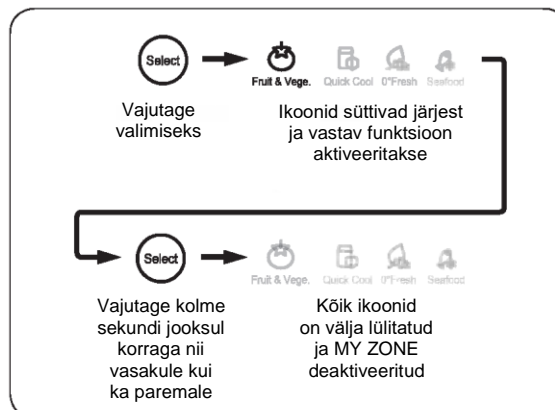 Select
Fruit & Vege. Quick Cool 0°Fresh Seafood
Vajutage
valimiseks
Ikoonid süttivad järjest
ja vastav funktsioon
aktiveeritakse
Select
Fruit & Vege. Quick Cool 0°Fresh Seafood
Vajutage kolme
sekundi jooksul
korraga nii
vasakule kui
ka paremale
Kõik ikoonid
on välja lülitatud
ja MY ZONE
deaktiveeritud